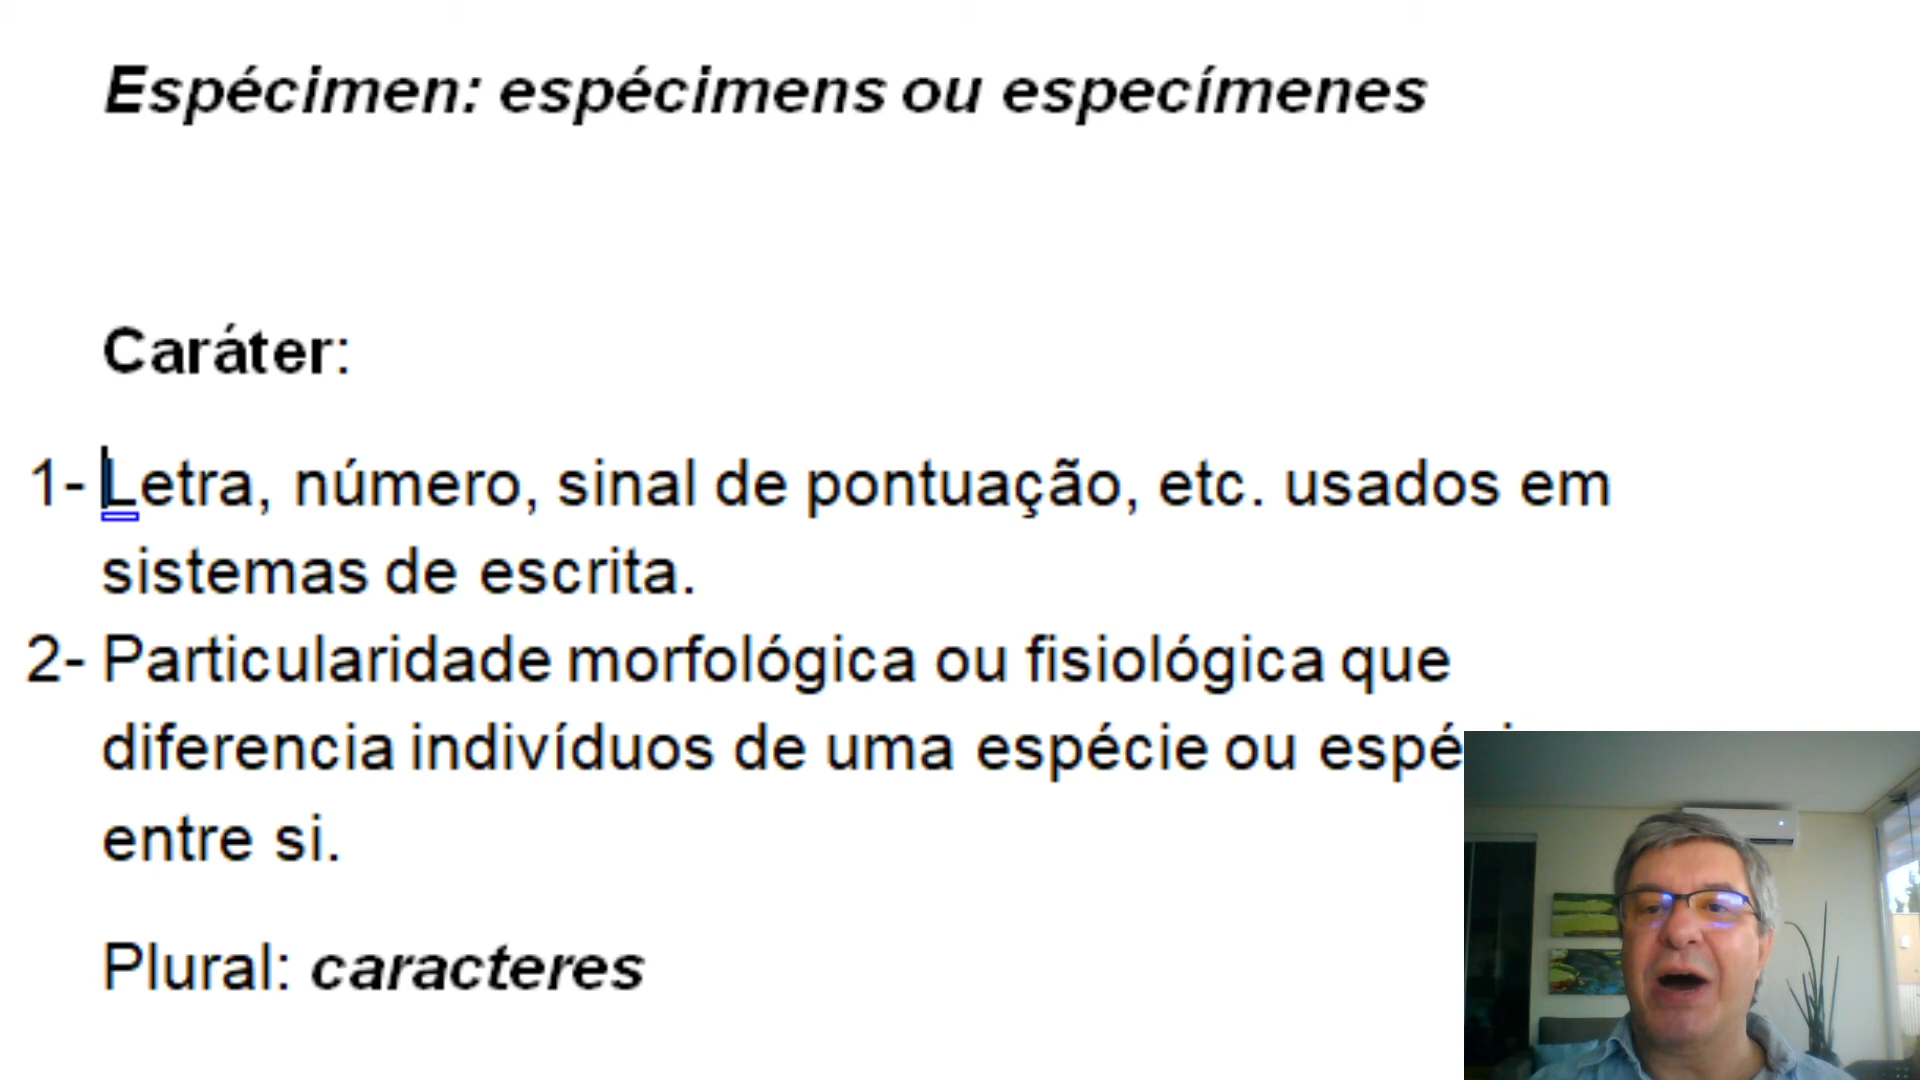 Espécimen: espécimens ou especímenes
Caráter:
1- Letra, número, sinal de pontuação, etc. usados em
sistemas de escrita.
2- Particularidade morfológica ou fisiológica que
diferencia indivíduos de uma espécie ou
entre si.
Plural: caracteres